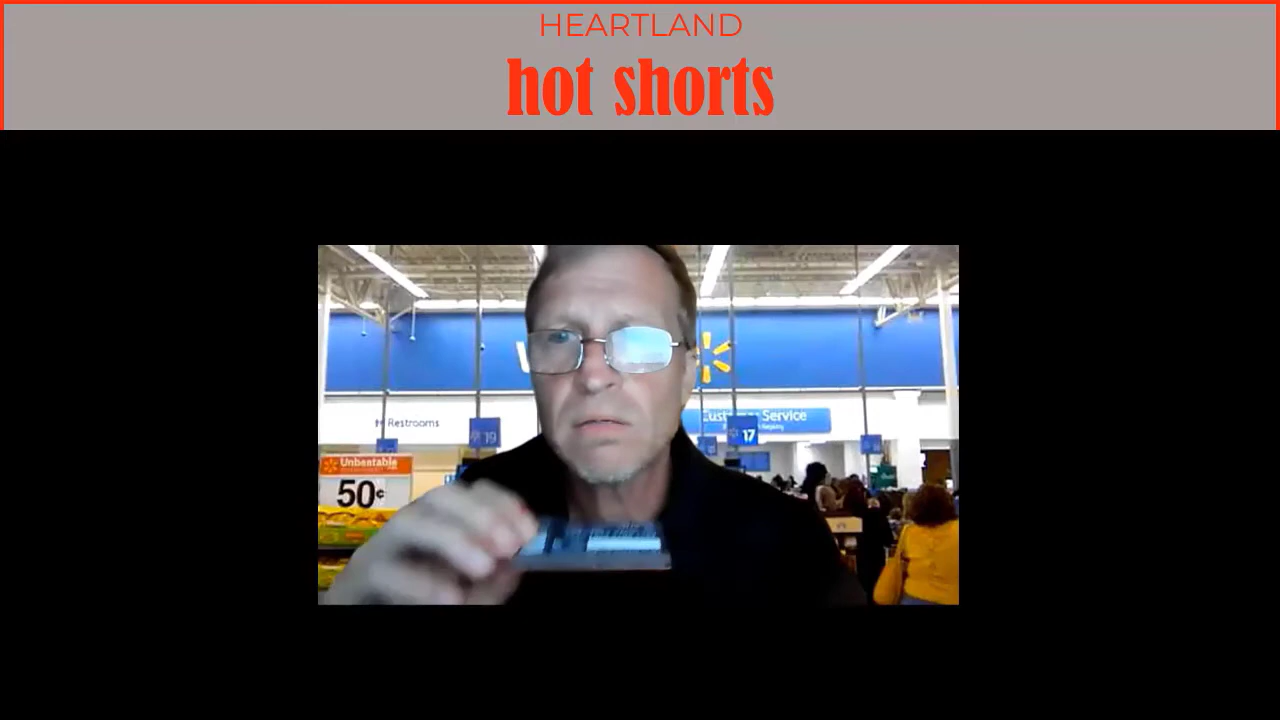 HEARTLAND
hot shorts
Restrooms
Customer Service
19
17
Unbeatable
50¢